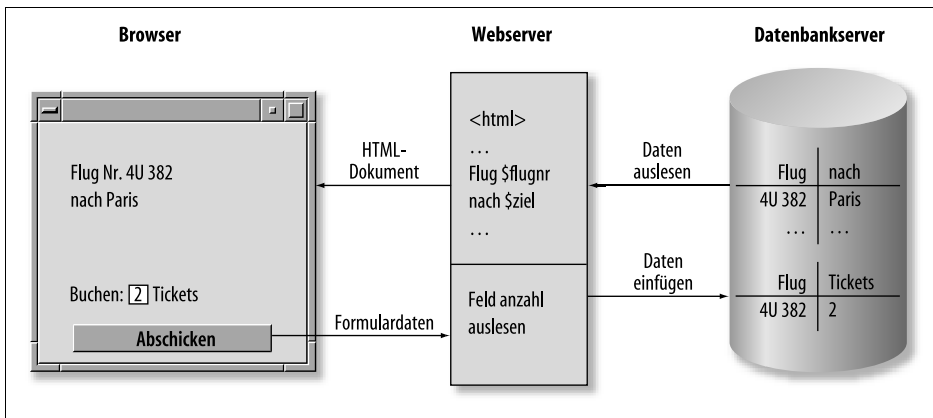 Browser
Webserver
Datenbankserver
Flug Nr. 4U 382
nach Paris
Buchen: 2 Tickets
Abschicken
HTML-
Dokument
Formulardaten
<html>
...
Flug $flugnr
nach $ziel
...
Feld anzahl
auslesen
Daten
auslesen
Daten
einfügen
Flug nach
4U 382 Paris
... ...
Flug Tickets
4U 382 2